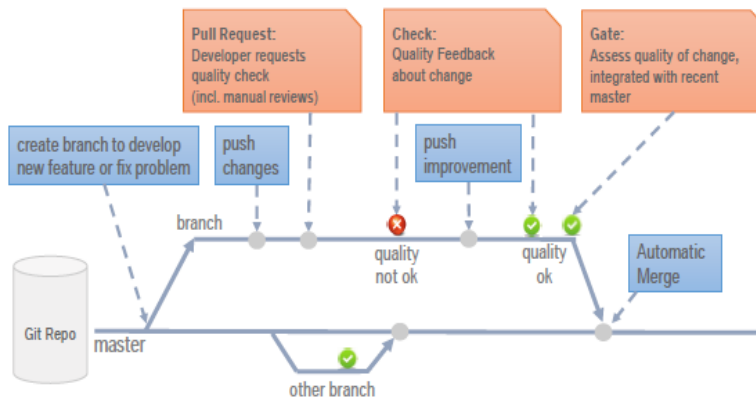 Pull Request:
Developer requests
quality check
(incl. manual reviews)
Check:
Quality Feedback
about change
Gate:
Assess quality of change,
integrated with recent
master
create branch to develop
new feature or fix problem
push
changes
push
improvement
branch
quality
not ok
quality
ok
Automatic
Merge
Git Repo
master
other branch